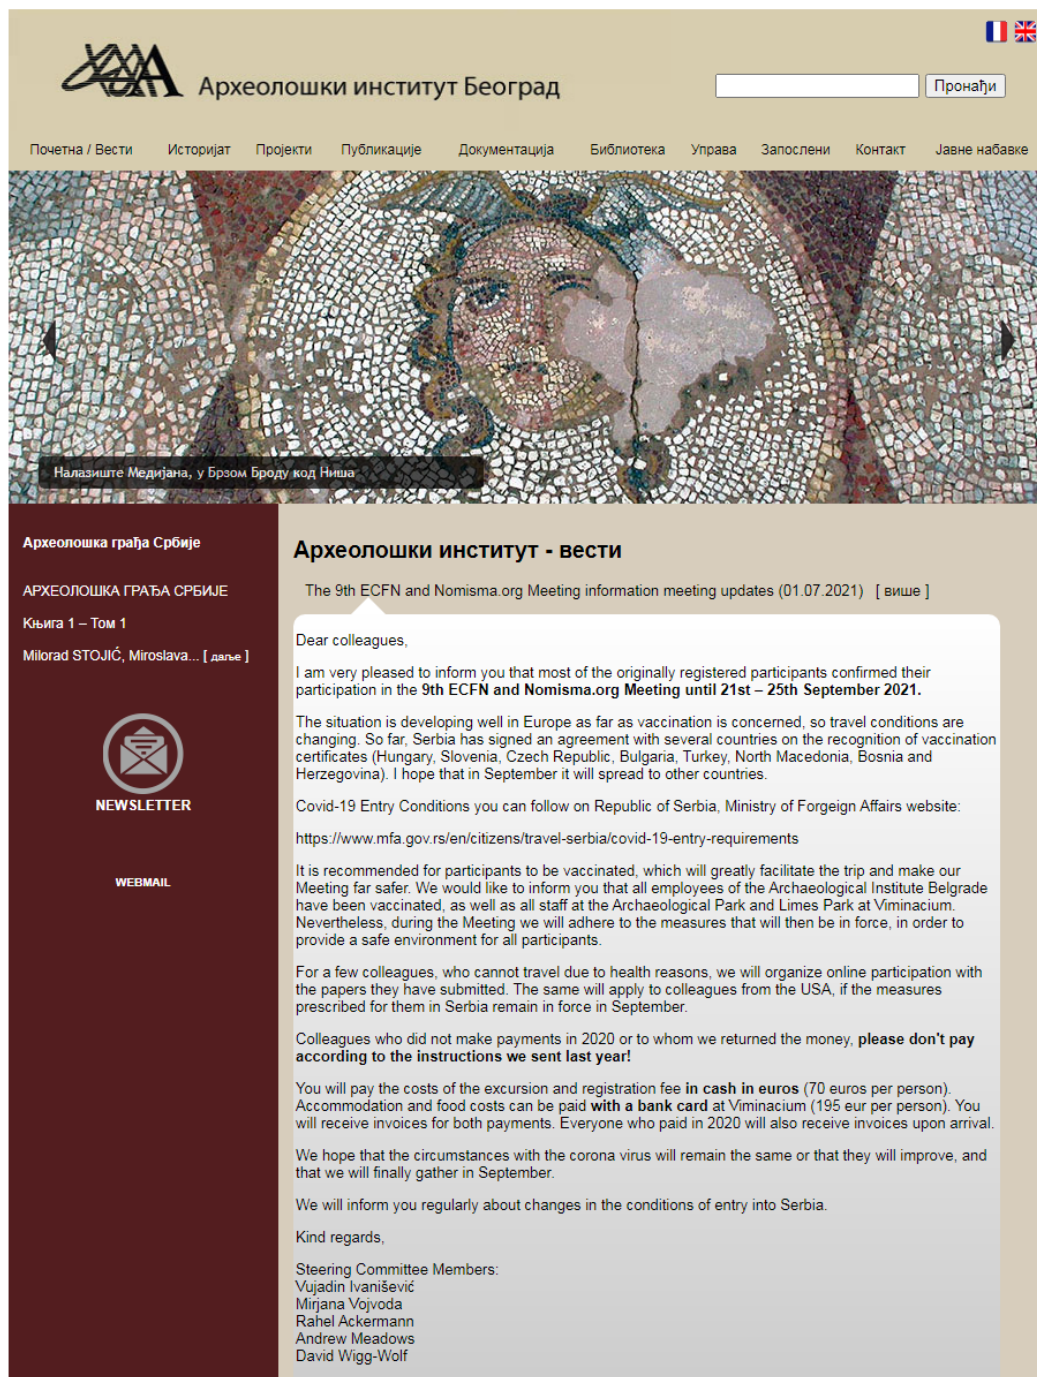 Археолошки институт Београд
Пронађи
Почетна / Вести Историјат Пројекти Публикације Документација Библиотека Управа Запослени Контакт Јавне набавке
Налазиште Медијана, у Брзом Броду код Ниша
Археолошка грађа Србије
АРХЕОЛОШКА ГРАЂА СРБИЈЕ
Књига 1 – Том 1
Milorad STOJIĆ, Miroslava... [ даље ]
NEWSLETTER
WEBMAIL
Археолошки институт - вести
The 9th ECFN and Nomisma.org Meeting information meeting updates (01.07.2021) [ више ]
Dear colleagues,
I am very pleased to inform you that most of the originally registered participants confirmed their
participation in the 9th ECFN and Nomisma.org Meeting until 21st – 25th September 2021.
The situation is developing well in Europe as far as vaccination is concerned, so travel conditions are
changing. So far, Serbia has signed an agreement with several countries on the recognition of vaccination
certificates (Hungary, Slovenia, Czech Republic, Bulgaria, Turkey, North Macedonia, Bosnia and
Herzegovina). I hope that in September it will spread to other countries.
Covid-19 Entry Conditions you can follow on Republic of Serbia, Ministry of Forgeign Affairs website:
https://www.mfa.gov.rs/en/citizens/travel-serbia/covid-19-entry-requirements
It is recommended for participants to be vaccinated, which will greatly facilitate the trip and make our
Meeting far safer. We would like to inform you that all employees of the Archaeological Institute Belgrade
have been vaccinated, as well as all staff at the Archaeological Park and Limes Park at Viminacium.
Nevertheless, during the Meeting we will adhere to the measures that will then be in force, in order to
provide a safe environment for all participants.
For a few colleagues, who cannot travel due to health reasons, we will organize online participation with
the papers they have submitted. The same will apply to colleagues from the USA, if the measures
prescribed for them in Serbia remain in force in September.
Colleagues who did not make payments in 2020 or to whom we returned the money, please don't pay
according to the instructions we sent last year!
You will pay the costs of the excursion and registration fee in cash in euros (70 euros per person).
Accommodation and food costs can be paid with a bank card at Viminacium (195 eur per person). You
will receive invoices for both payments. Everyone who paid in 2020 will also receive invoices upon arrival.
We hope that the circumstances with the corona virus will remain the same or that they will improve, and
that we will finally gather in September.
We will inform you regularly about changes in the conditions of entry into Serbia.
Kind regards,
Steering Committee Members:
Vujadin Ivanišević
Mirjana Vojvoda
Rahel Ackermann
Andrew Meadows
David Wigg-Wolf